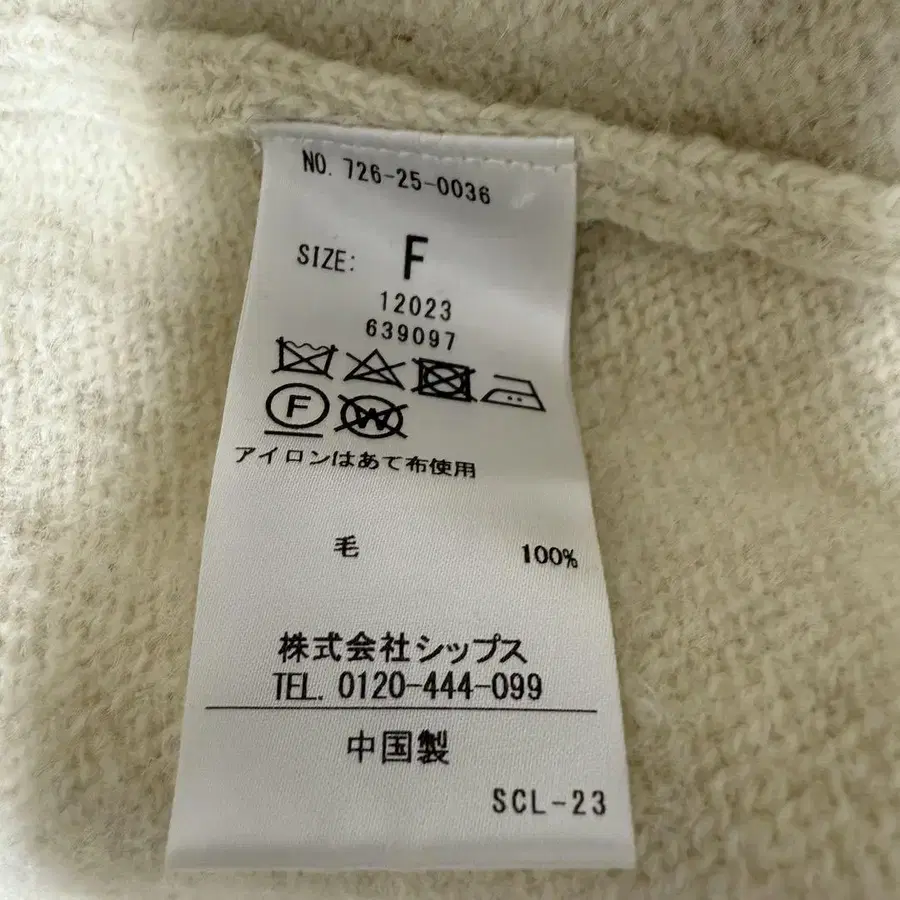 NO. 726-25-0036
SIZE: F
12023
639097
F W
アイロンはあて布使用
毛 100%
株式会社シップス
TEL. 0120-444-099
中国製
SCL-23